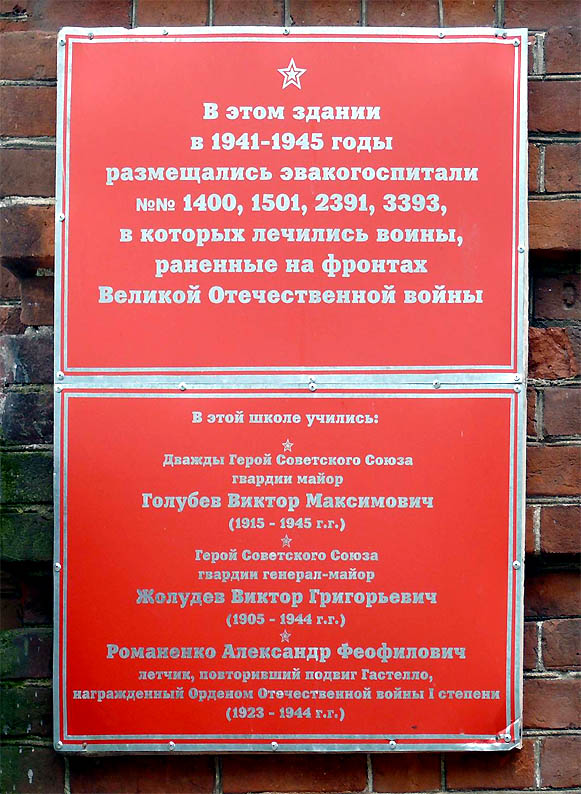 В этом здании
в 1941-1945 годы
размещались эвакогоспитали
№№ 1400, 1501, 2391, 3393,
в которых лечились воины,
раненные на фронтах
Великой Отечественной войны
В этой школе учились:
Дважды Герой Советского Союза
гвардии майор
Голубев Виктор Максимович
(1915 - 1945 г.г.)
Герой Советского Союза
гвардии генерал-майор
Жолудев Виктор Григорьевич
(1905 - 1944 г.г.)
Романенко Александр Феофилович
летчик, повторивший подвиг Гастелло,
награжденный Орденом Отечественной войны I степени
(1923 - 1944 г.г.)